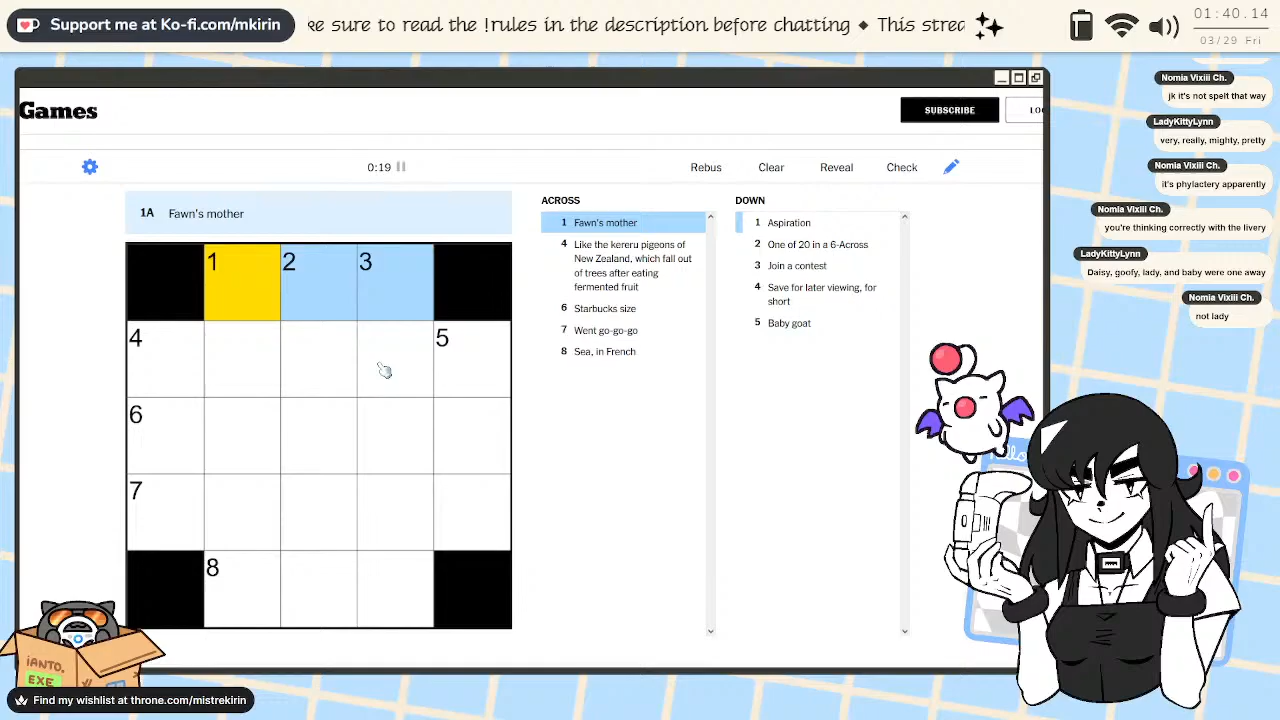 Support me at Ko-fi.com/mkirin
ee sure to read the !rules in the description before chatting ◆ This strea
01:40.14
03/29 Fri
Nomia Vixiii Ch.
jk it's not spelt that way
LadyKittyLynn
very, really, mighty, pretty
Nomia Vixiii Ch.
it's phylactery apparently
Nomia Vixiii Ch.
you're thinking correctly with the livery
LadyKittyLynn
Daisy, goofy, lady, and baby were one away
Nomia Vixiii Ch.
not lady
Games
SUBSCRIBE
LO
0:19
Rebus
Clear
Reveal
Check
1A Fawn's mother
1
2
3
4
5
6
7
8
ACROSS
1 Fawn's mother
4 Like the kereru pigeons of
New Zealand, which fall out
of trees after eating
fermented fruit
6 Starbucks size
7 Went go-go-go
8 Sea, in French
DOWN
1 Aspiration
2 One of 20 in a 6-Across
3 Join a contest
4 Save for later viewing, for
short
5 Baby goat
iANTO.
EXE
Find my wishlist at throne.com/mistrekirin